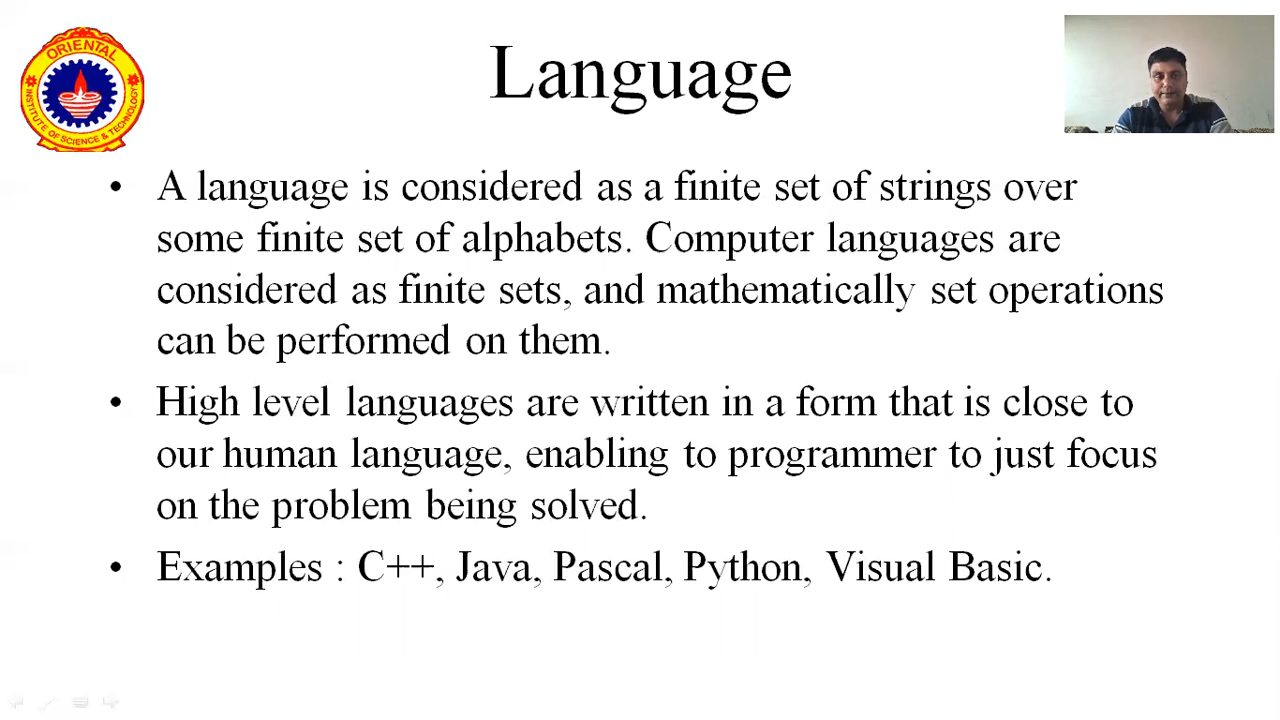 ORIENTAL
INSTITUTE OF SCIENCE & TECHNOLOGY
Language
• A language is considered as a finite set of strings over
some finite set of alphabets. Computer languages are
considered as finite sets, and mathematically set operations
can be performed on them.
• High level languages are written in a form that is close to
our human language, enabling to programmer to just focus
on the problem being solved.
• Examples : C++, Java, Pascal, Python, Visual Basic.